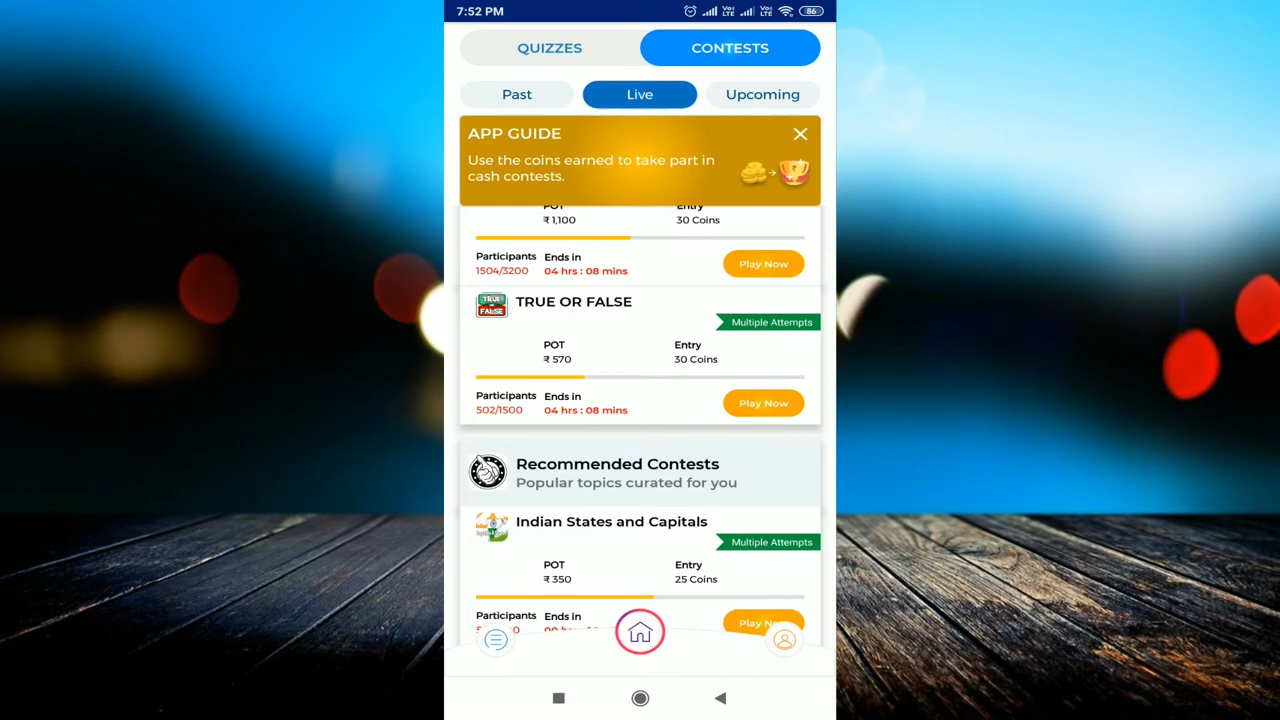 7:52 PM
86
QUIZZES
CONTESTS
Past
Live
Upcoming
APP GUIDE
Use the coins earned to take part in
cash contests.
POT
Entry
₹ 1,100
30 Coins
Participants
Ends in
1504/3200
04 hrs : 08 mins
Play Now
TRUE OR FALSE
Multiple Attempts
POT
Entry
₹ 570
30 Coins
Participants
Ends in
502/1500
04 hrs : 08 mins
Play Now
Recommended Contests
Popular topics curated for you
Indian States and Capitals
Multiple Attempts
POT
Entry
₹ 350
25 Coins
Participants
Ends in
Play